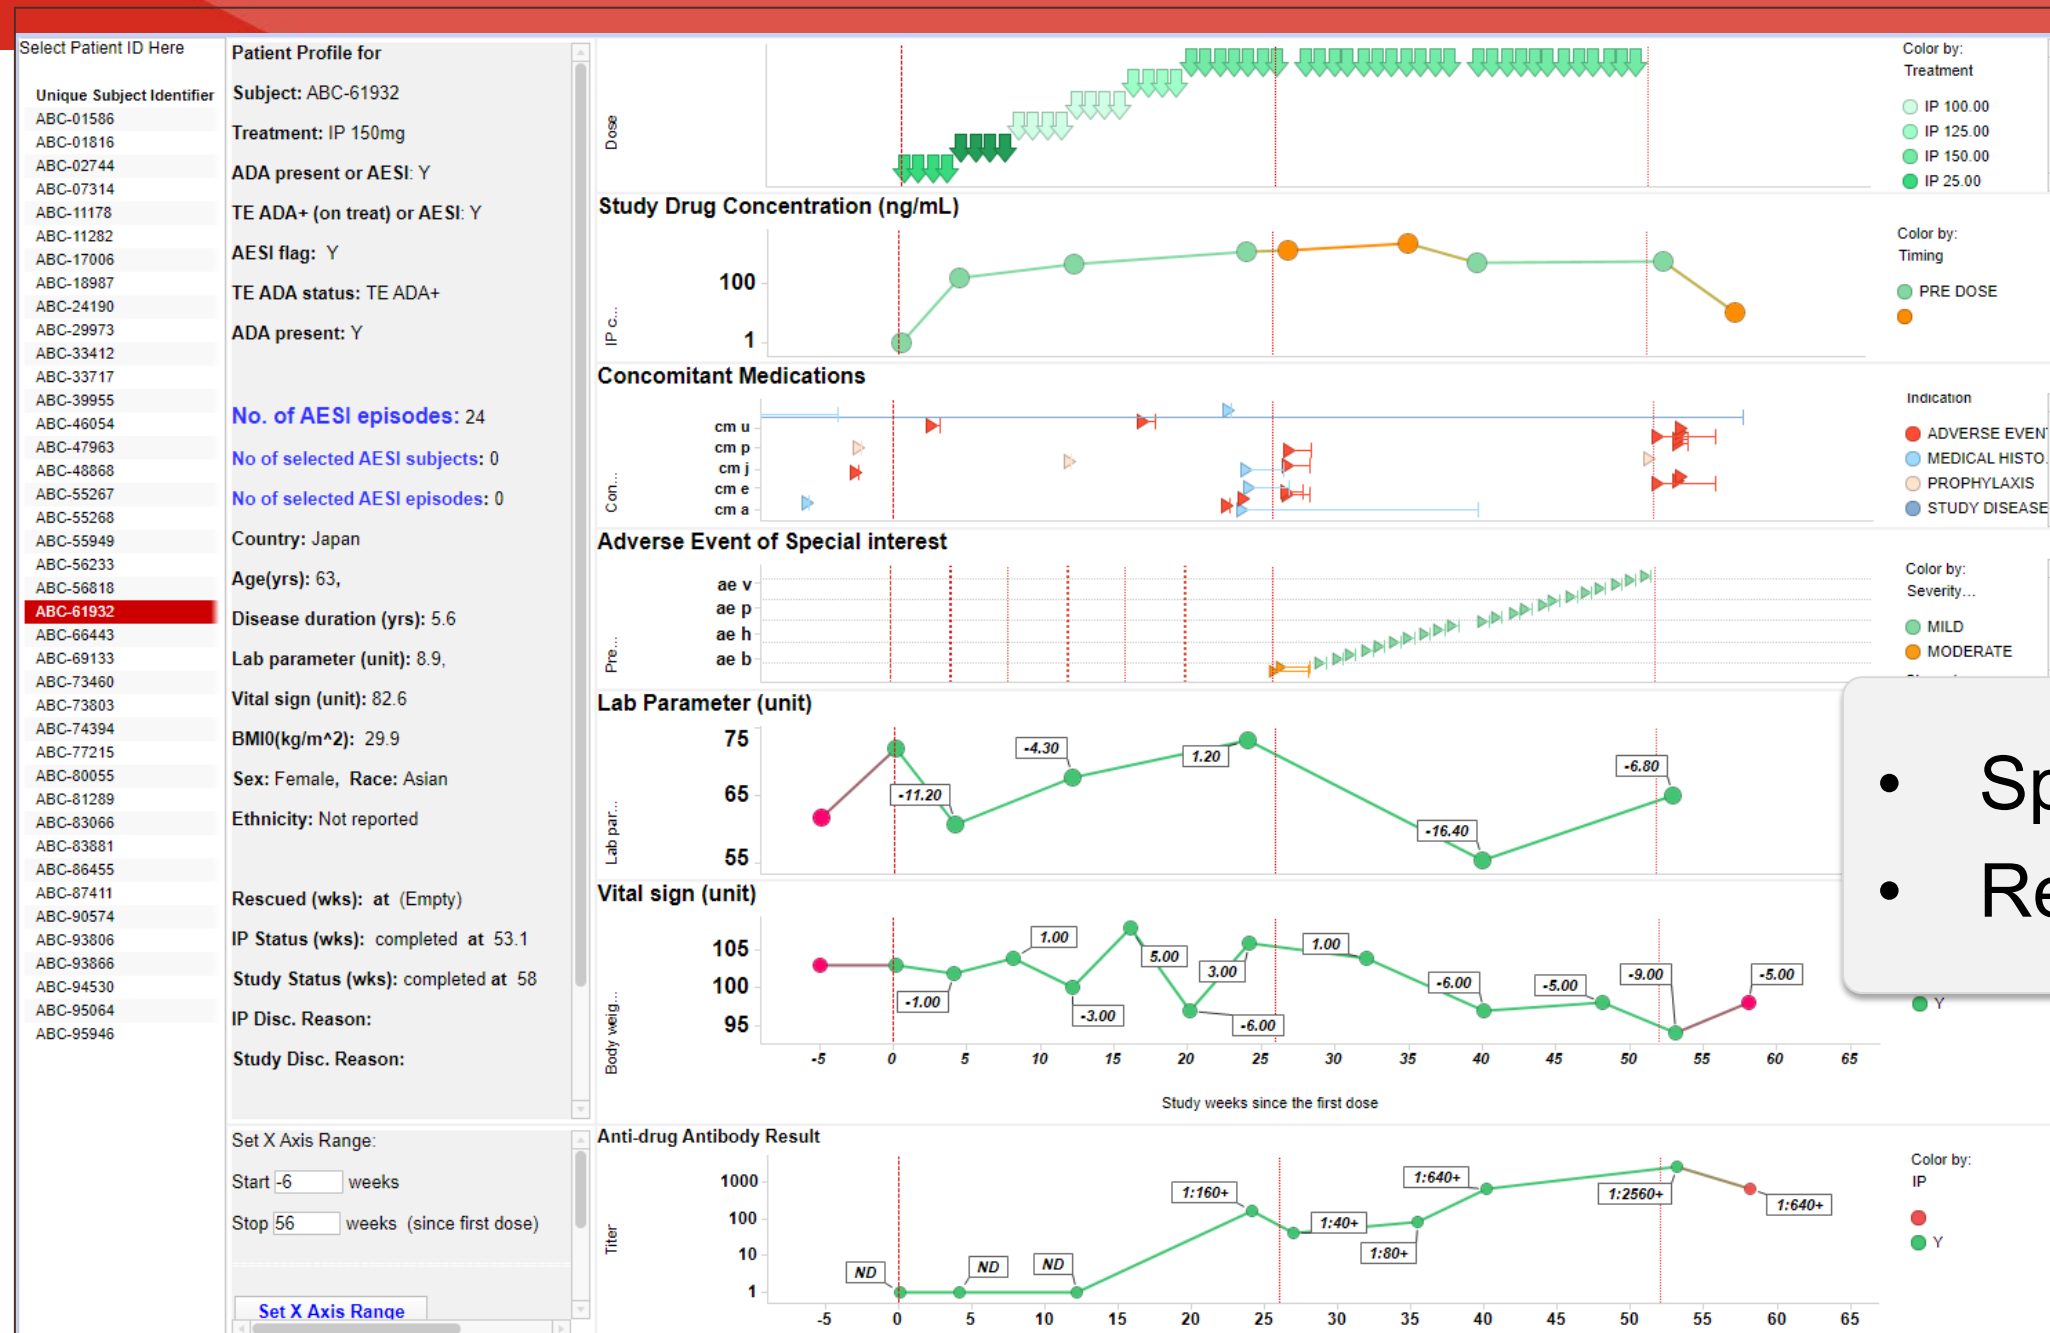 Select Patient ID Here
Unique Subject Identifier
ABC-01586
ABC-01816
ABC-02744
ABC-07314
ABC-11178
ABC-11282
ABC-17006
ABC-18987
ABC-24190
ABC-29973
ABC-33412
ABC-33717
ABC-39955
ABC-46054
ABC-47963
ABC-48868
ABC-55267
ABC-55268
ABC-55949
ABC-56233
ABC-56818
ABC-61932
ABC-66443
ABC-69133
ABC-73460
ABC-73803
ABC-74394
ABC-77215
ABC-80055
ABC-81289
ABC-83066
ABC-83881
ABC-86455
ABC-87411
ABC-90574
ABC-93806
ABC-93866
ABC-94530
ABC-95064
ABC-95946
Patient Profile for
Subject: ABC-61932
Treatment: IP 150mg
ADA present or AESI: Y
TE ADA+ (on treat) or AESI: Y
AESI flag: Y
TE ADA status: TE ADA+
ADA present: Y
No. of AESI episodes: 24
No of selected AESI subjects: 0
No of selected AESI episodes: 0
Country: Japan
Age(yrs): 63,
Disease duration (yrs): 5.6
Lab parameter (unit): 8.9,
Vital sign (unit): 82.6
BMI0(kg/m^2): 29.9
Sex: Female, Race: Asian
Ethnicity: Not reported
Rescued (wks): at (Empty)
IP Status (wks): completed at 53.1
Study Status (wks): completed at 58
IP Disc. Reason:
Study Disc. Reason:
Set X Axis Range:
Start -6 weeks
Stop 56 weeks (since first dose)
Set X Axis Range
Dose
Color by:
Treatment
IP 100.00
IP 125.00
IP 150.00
IP 25.00
Study Drug Concentration (ng/mL)
IP c...
100
1
Color by:
Timing
PRE DOSE
Concomitant Medications
Con...
cm u
cm p
cm j
cm e
cm a
Indication
ADVERSE EVEN
MEDICAL HISTO.
PROPHYLAXIS
STUDY DISEASE
Adverse Event of Special interest
Pre...
ae v
ae p
ae h
ae b
Color by:
Severity...
MILD
MODERATE
Lab Parameter (unit)
Lab par...
75
65
55
-11.20
-4.30
1.20
-16.40
-6.80
• Sp
• Re
Vital sign (unit)
Body weig...
105
100
95
-1.00
1.00
-3.00
5.00
-6.00
3.00
1.00
-6.00
-5.00
-9.00
-5.00
Y
-5 0 5 10 15 20 25 30 35 40 45 50 55 60 65
Study weeks since the first dose
Anti-drug Antibody Result
Titer
1000
100
10
1
ND
ND
ND
1:160+
1:40+
1:80+
1:640+
1:2560+
1:640+
Color by:
IP
Y
-5 0 5 10 15 20 25 30 35 40 45 50 55 60 65